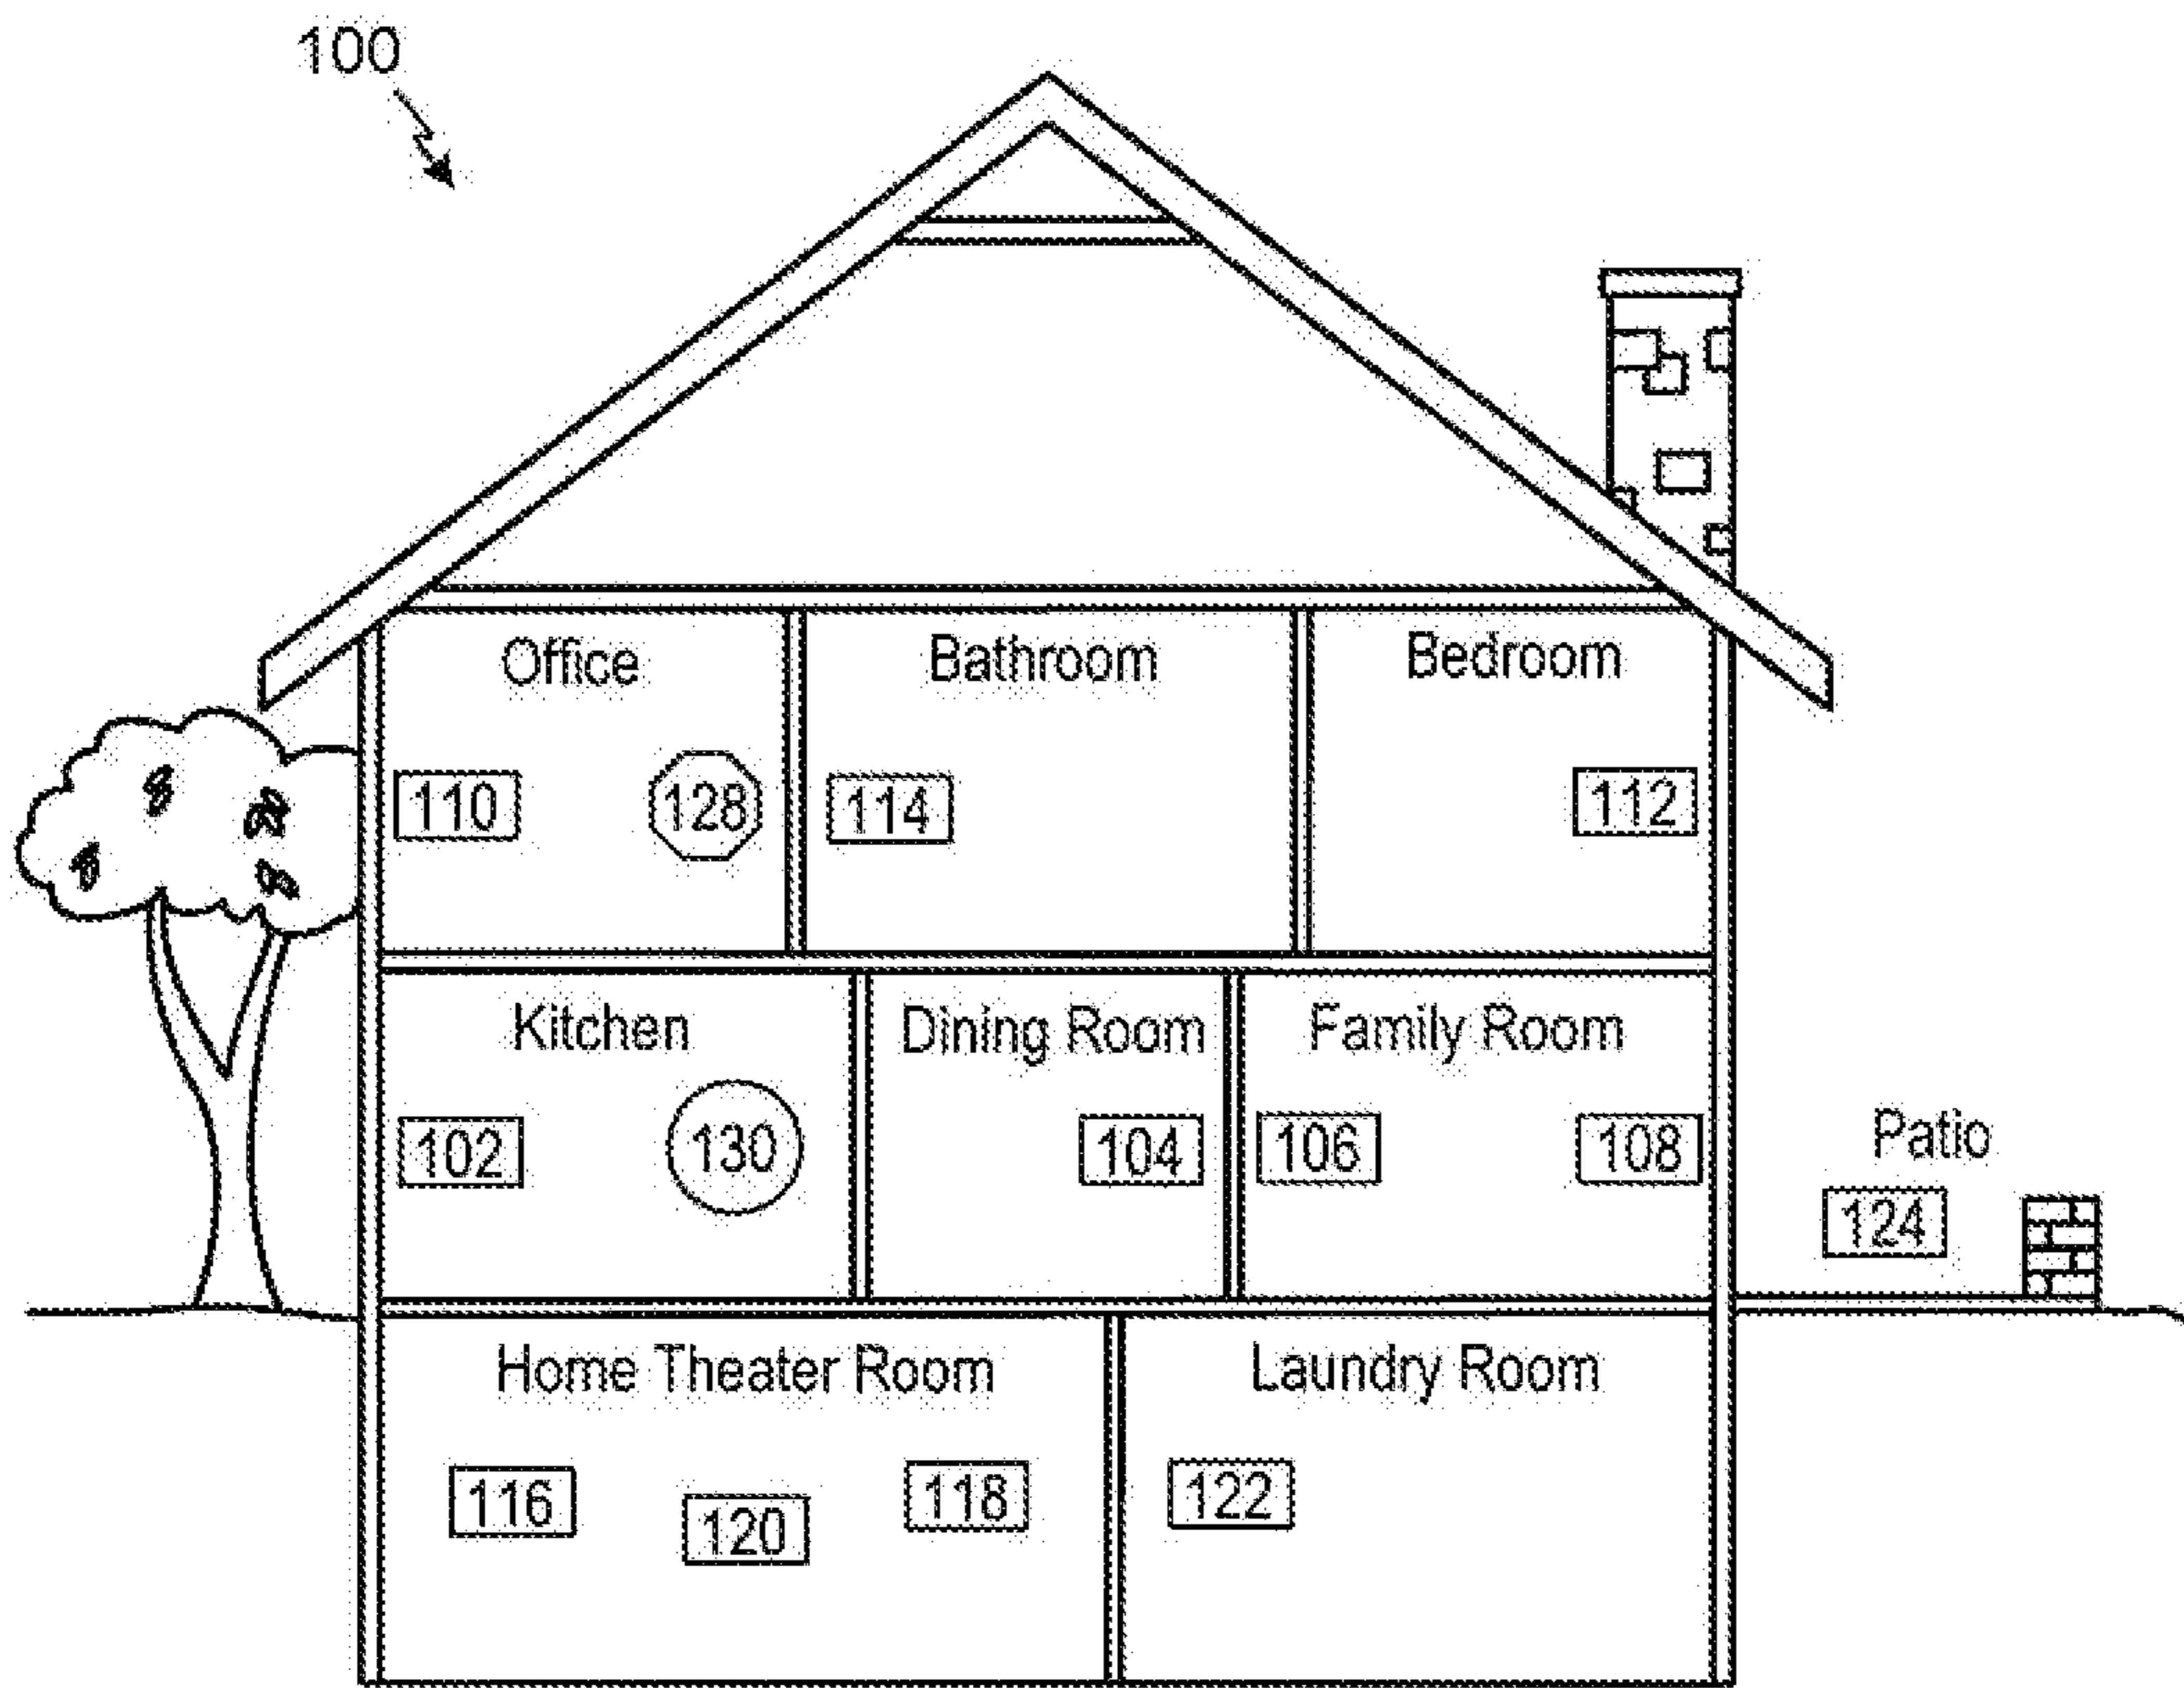 100
Office
Bathroom
Bedroom
110
128
114
112
Kitchen
Dining Room
Family Room
102
130
104
106
108
Patio
124
Home Theater Room
Laundry Room
116
120
118
122